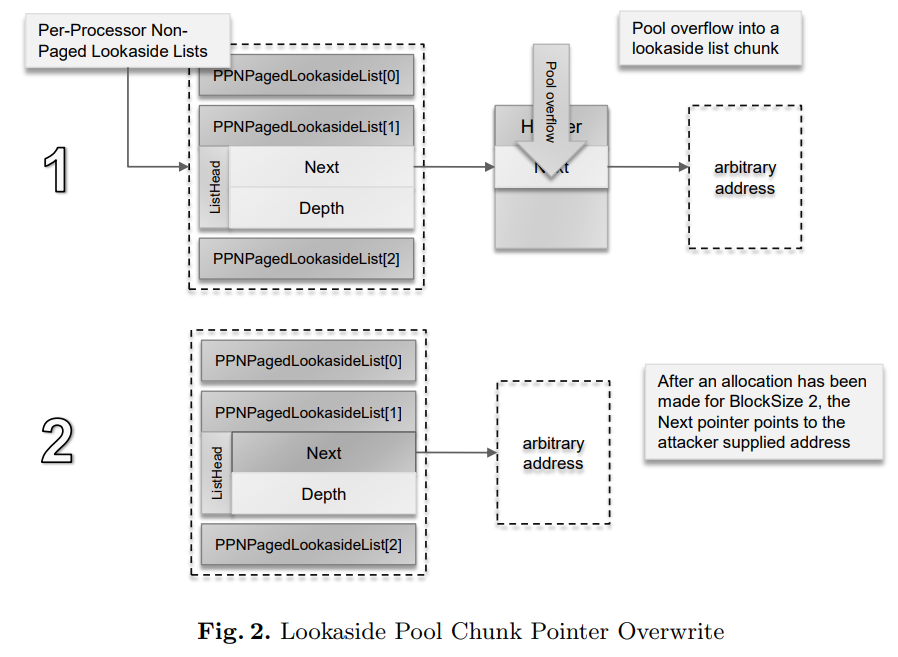 Per-Processor Non-
Paged Lookaside Lists
Pool overflow into a
lookaside list chunk
PPNPagedLookasideList[0]
PPNPagedLookasideList[1]
ListHead
Next
Depth
PPNPagedLookasideList[2]
Pool overflow
Next
arbitrary
address
1
2
PPNPagedLookasideList[0]
PPNPagedLookasideList[1]
ListHead
Next
Depth
PPNPagedLookasideList[2]
arbitrary
address
After an allocation has been
made for BlockSize 2, the
Next pointer points to the
attacker supplied address
Fig. 2. Lookaside Pool Chunk Pointer Overwrite